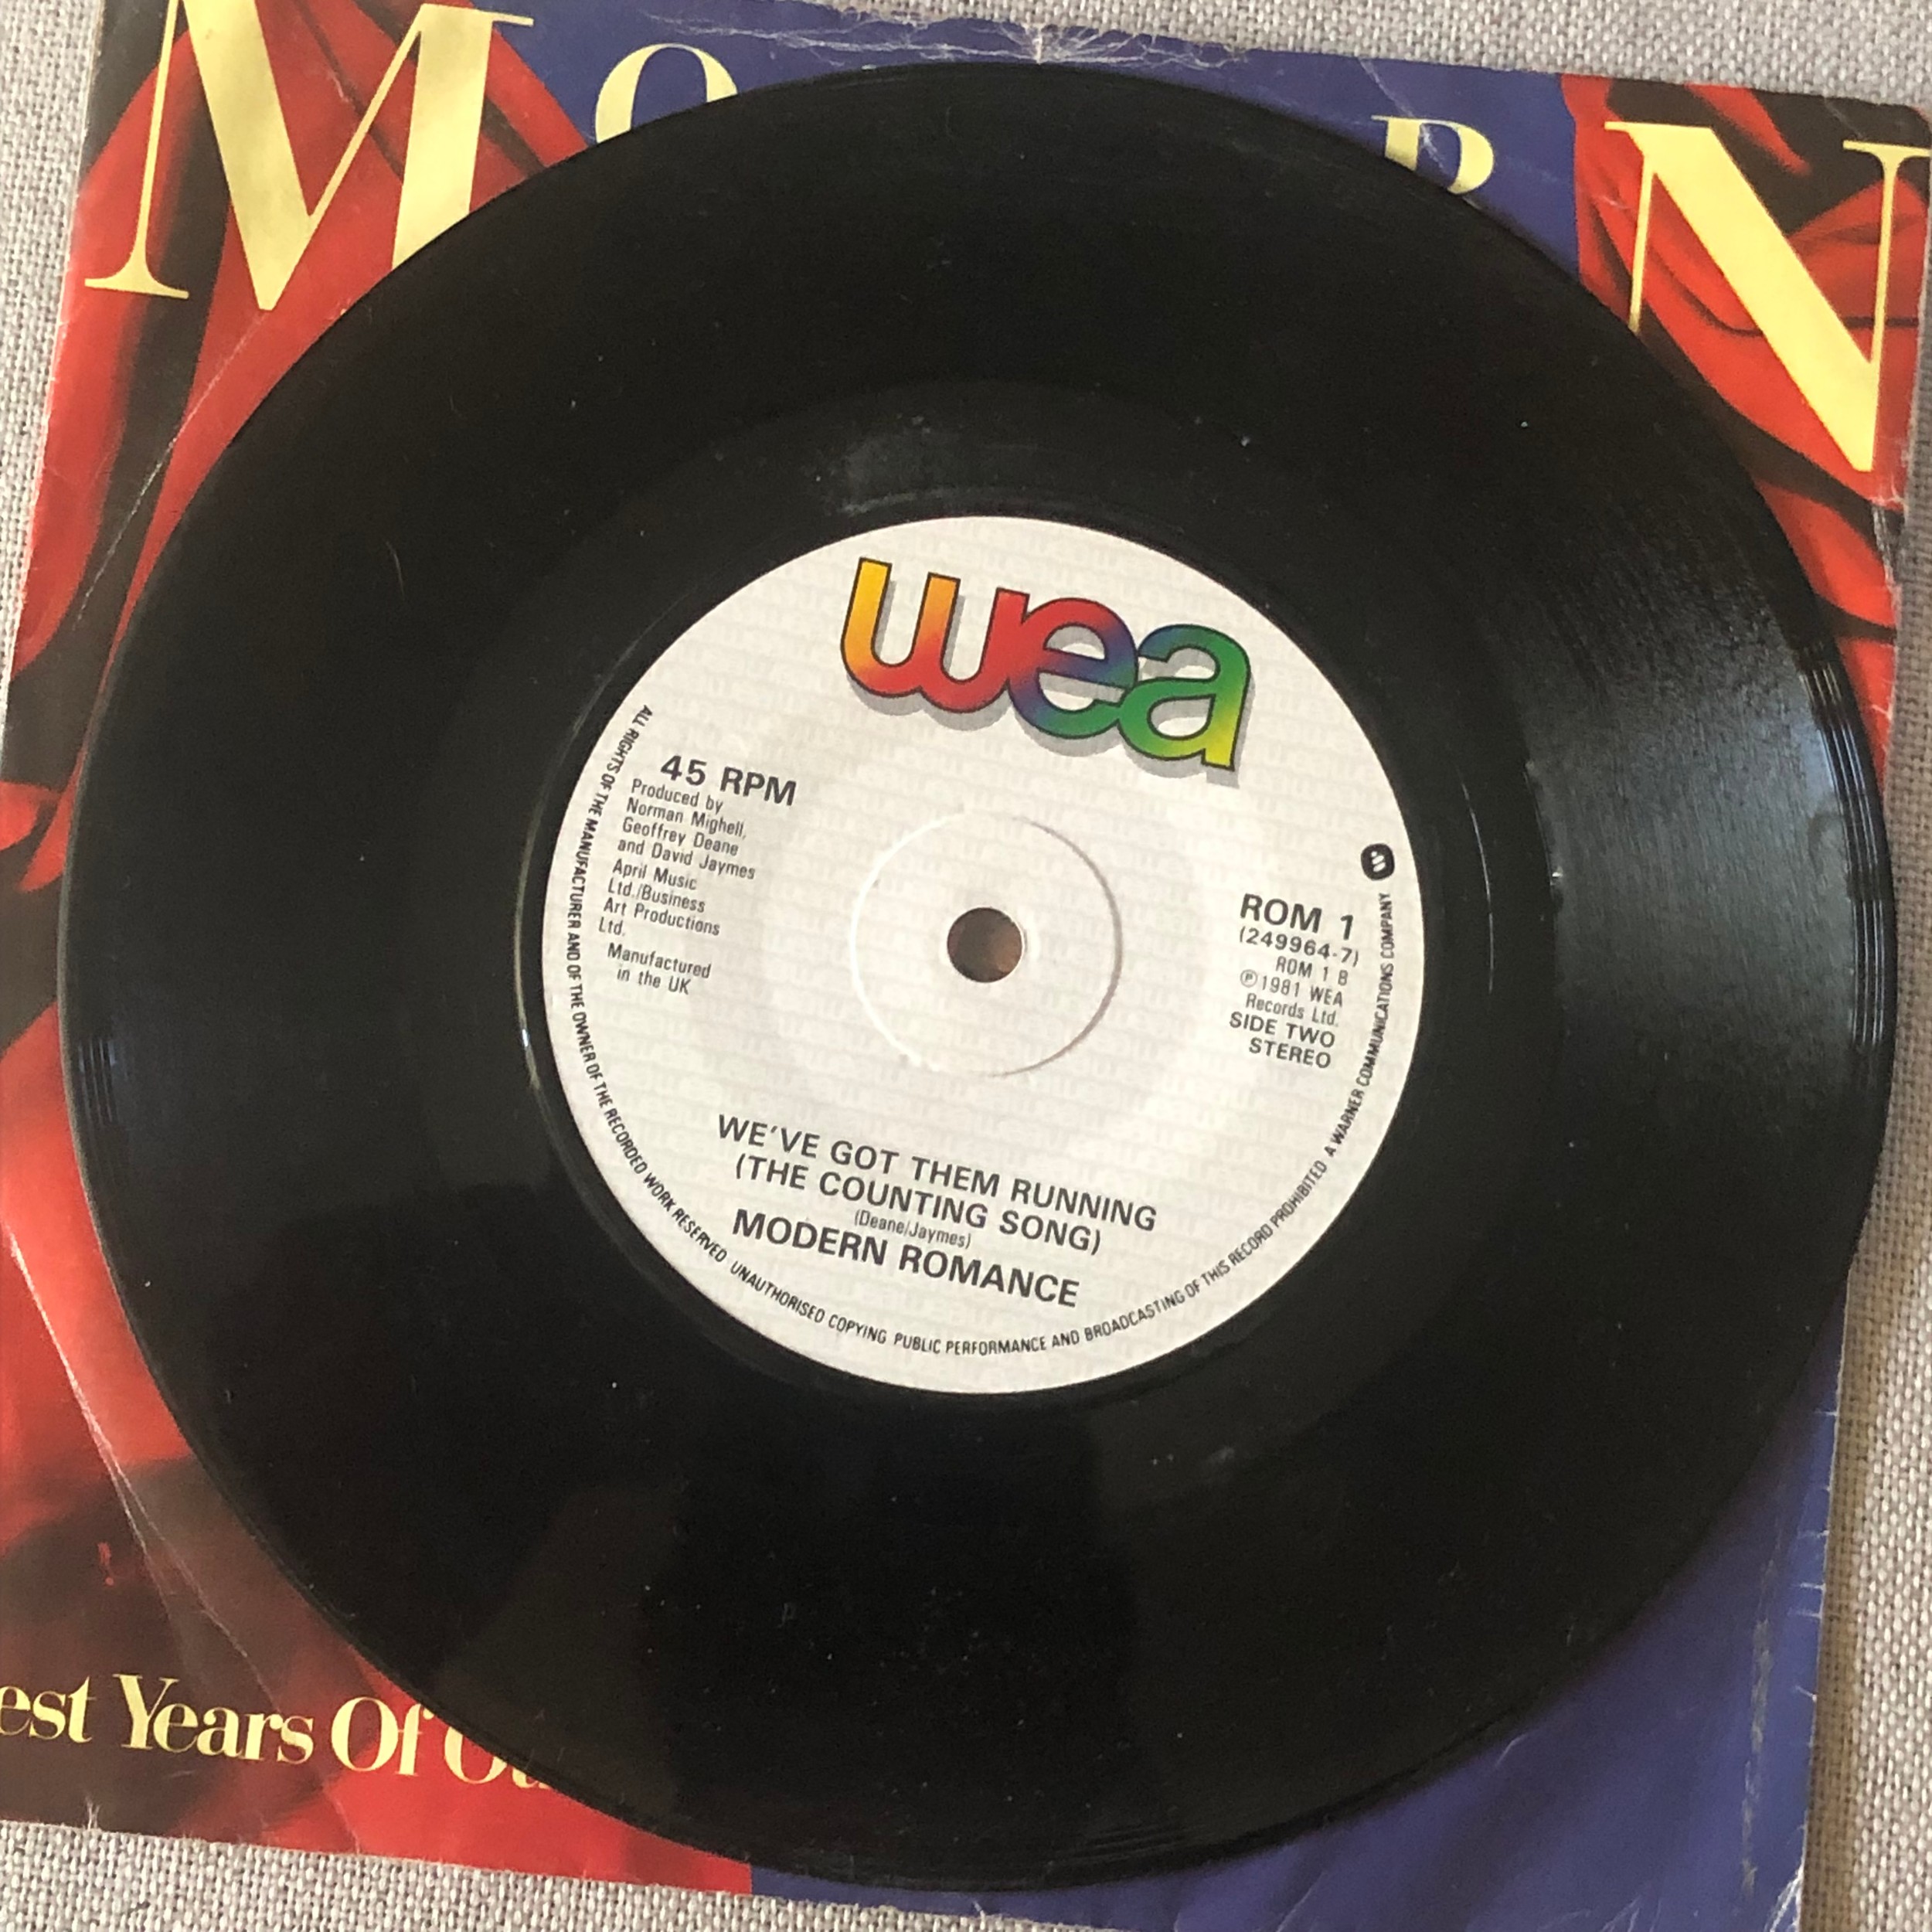 M O R N
wea
45 RPM
Produced by
Norman Mighell,
Geoffrey Deane
and David Jaymes
April Music
Ltd./Business
Art Productions
Ltd.
Manufactured
in the UK
ROM 1
(249964-7)
ROM 1 B
℗1981 WEA
Records Ltd.
SIDE TWO
STEREO
WE'VE GOT THEM RUNNING
(THE COUNTING SONG)
(Deane/Jaymes)
MODERN ROMANCE
ALL RIGHTS OF THE MANUFACTURER AND OF THE OWNER OF THE RECORDED WORK RESERVED UNAUTHORISED COPYING PUBLIC PERFORMANCE AND BROADCASTING OF THIS RECORD PROHIBITED A WARNER COMMUNICATIONS COMPANY
est Years Of Ou